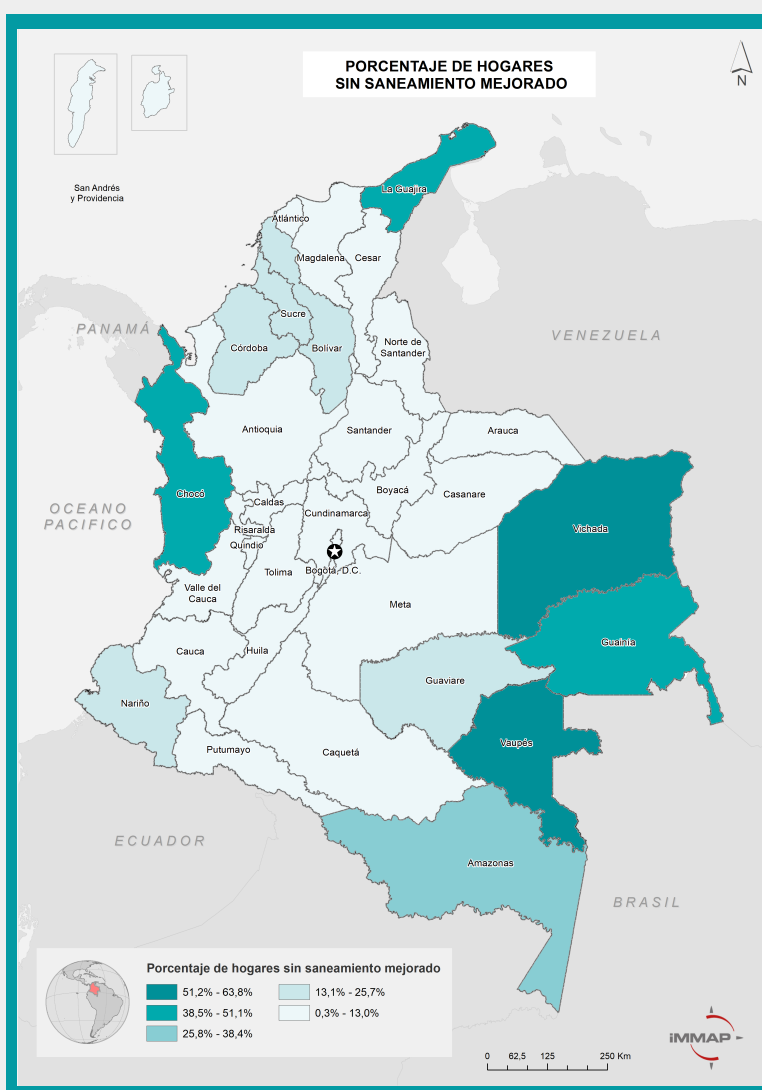 PORCENTAJE DE HOGARES
SIN SANEAMIENTO MEJORADO
N
San Andrés
y Providencia
La Guajira
Atlántico
Magdalena
Cesar
Sucre
PANAMÁ
VENEZUELA
Córdoba
Bolívar
Norte de
Santander
Antioquia
Santander
Arauca
Chocó
Boyacá
Casanare
Caldas
Cundinamarca
OCEANO
PACIFICO
Risaralda
Vichada
Quindio
Tolima
Bogotá, D.C.
Valle del
Cauca
Meta
Cauca
Huila
Guainía
Guaviare
Nariño
Putumayo
Caquetá
Vaupés
ECUADOR
Amazonas
BRASIL
Porcentaje de hogares sin saneamiento mejorado
51,2% - 63,8%
38,5% - 51,1%
25,8% - 38,4%
13,1% - 25,7%
0,3% - 13,0%
0 62,5 125 250 Km
iMMAP